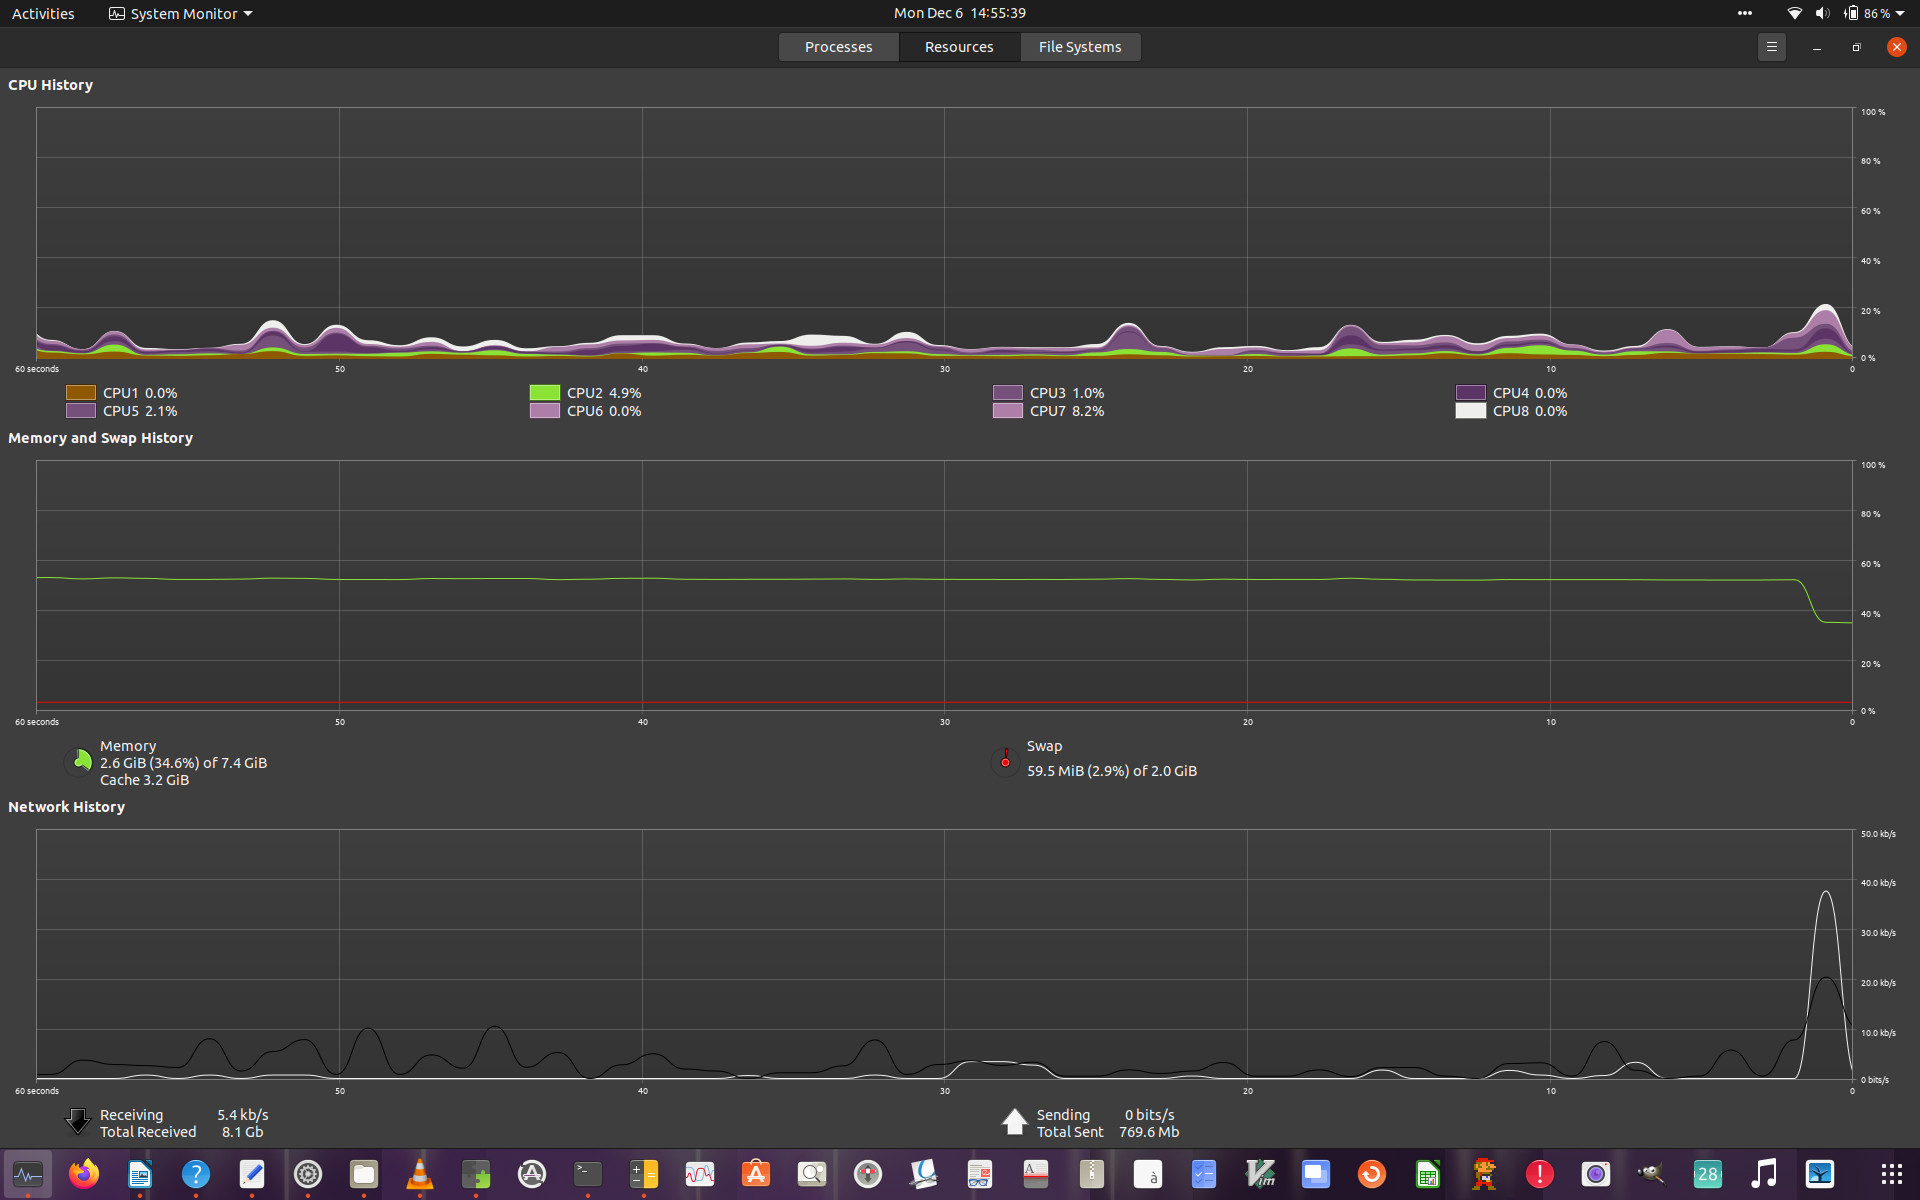 Activities System Monitor Mon Dec 6 14:55:39 86 %
Processes Resources File Systems
CPU History
100 %
80 %
60 %
40 %
20 %
0 %
60 seconds 50 40 30 20 10 0
CPU1 0.0% CPU2 4.9% CPU3 1.0% CPU4 0.0%
CPU5 2.1% CPU6 0.0% CPU7 8.2% CPU8 0.0%
Memory and Swap History
100 %
80 %
60 %
40 %
20 %
0 %
60 seconds 50 40 30 20 10 0
Memory
2.6 GiB (34.6%) of 7.4 GiB
Cache 3.2 GiB
Swap
59.5 MiB (2.9%) of 2.0 GiB
Network History
50.0 kb/s
40.0 kb/s
30.0 kb/s
20.0 kb/s
10.0 kb/s
0 bits/s
60 seconds 50 40 30 20 10 0
Receiving 5.4 kb/s
Total Received 8.1 Gb
Sending 0 bits/s
Total Sent 769.6 Mb
? >_ A à Vim ! 28